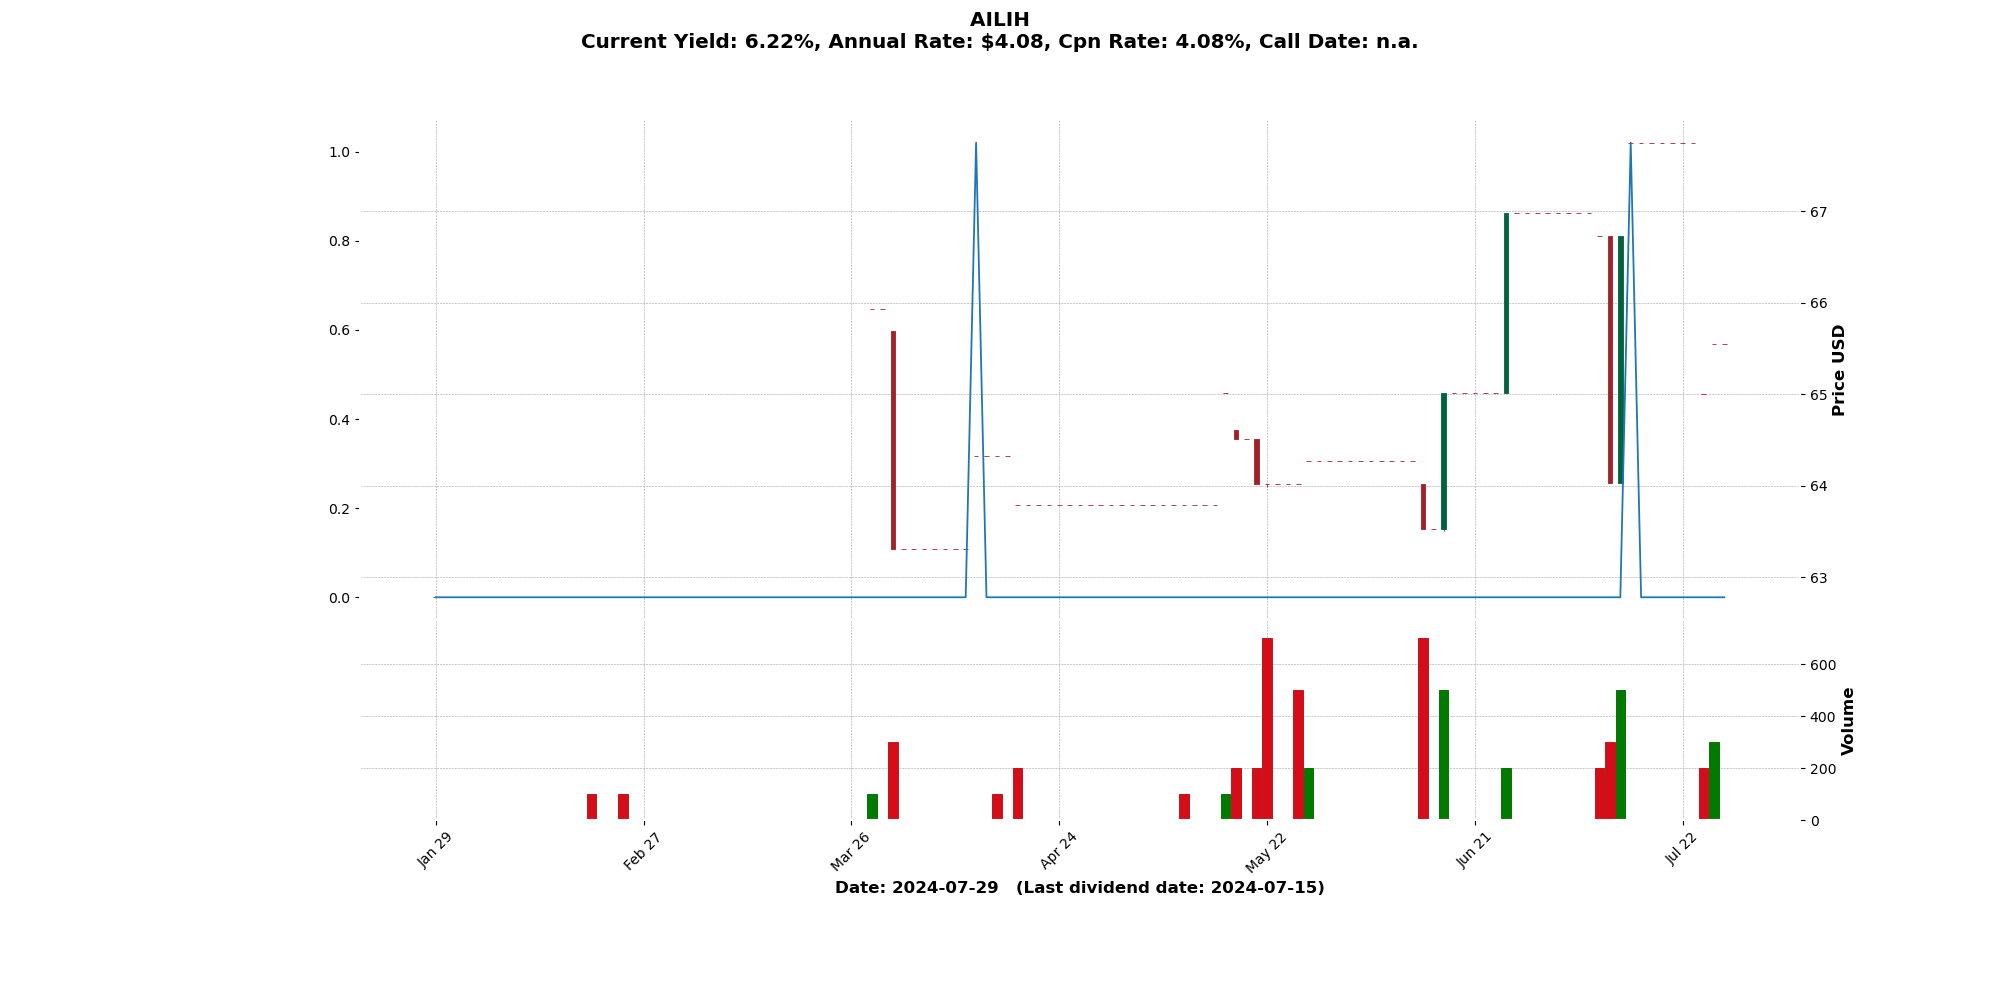 AILIH
Current Yield: 6.22%, Annual Rate: $4.08, Cpn Rate: 4.08%, Call Date: n.a.
1.0
0.8
0.6
0.4
0.2
0.0
67
66
65
64
63
Price USD
600
400
200
0
Volume
Jan 29
Feb 27
Mar 26
Apr 24
May 22
Jun 21
Jul 22
Date: 2024-07-29 (Last dividend date: 2024-07-15)